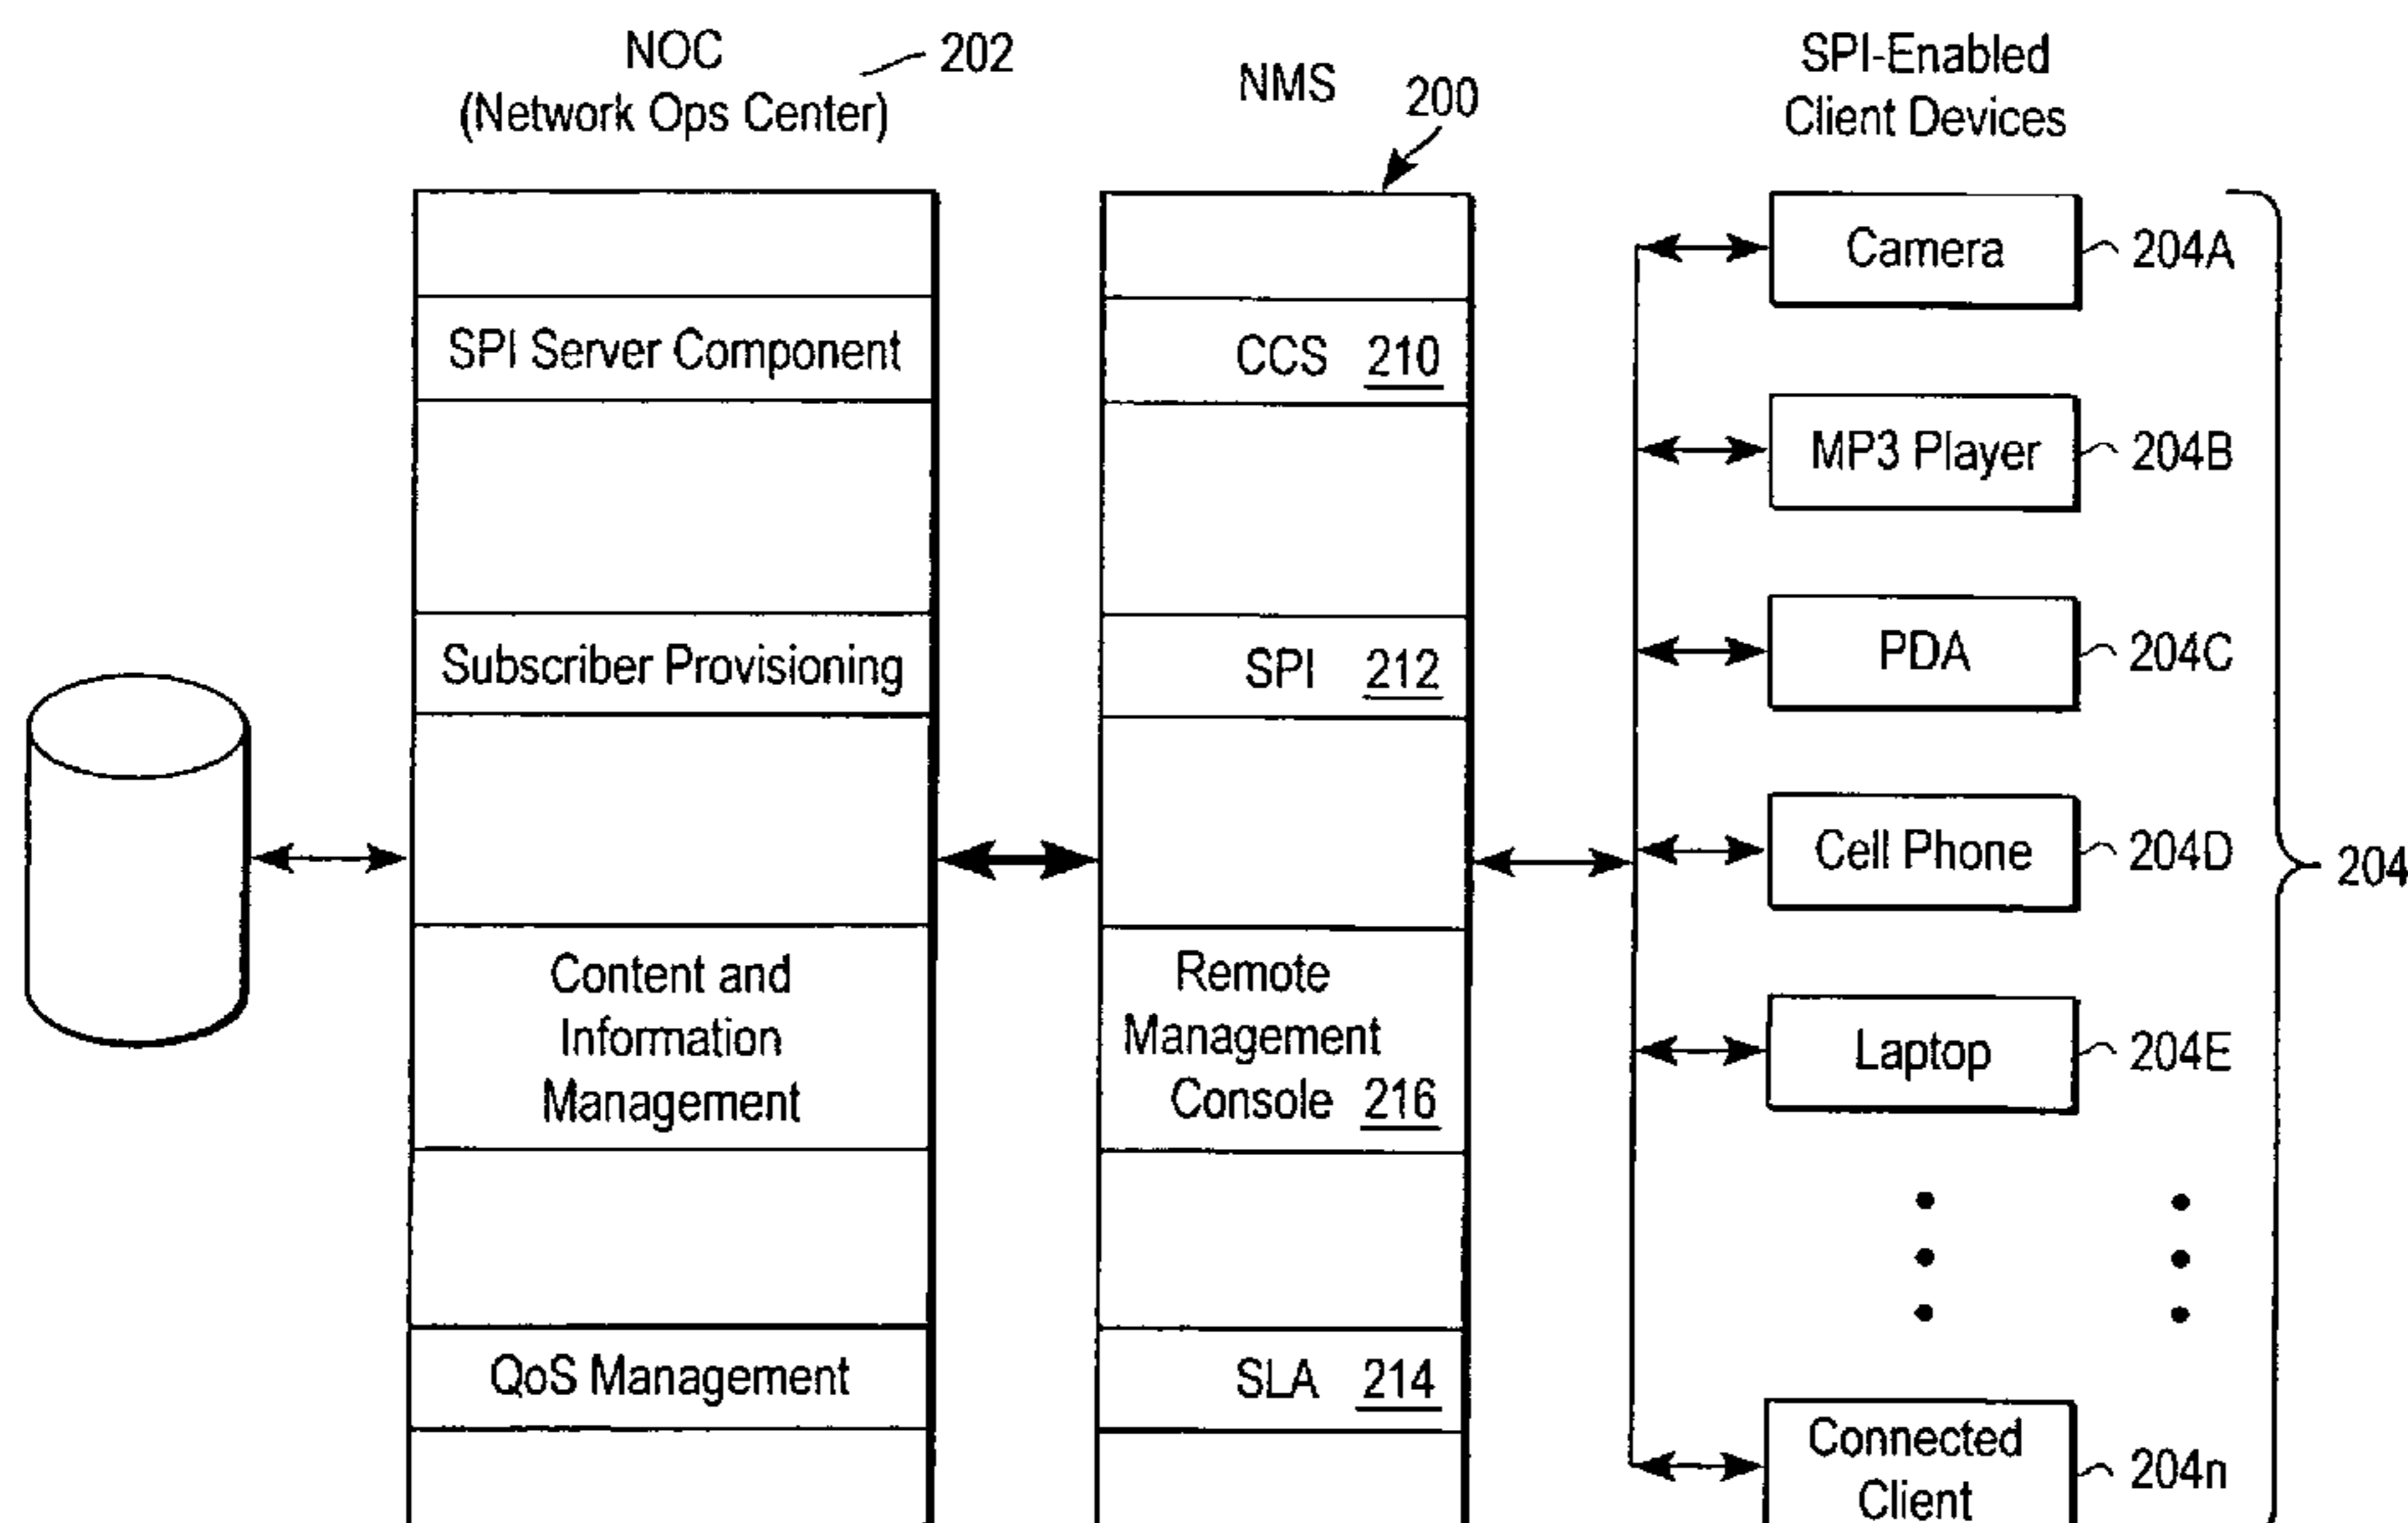 NOC
(Network Ops Center)
202
NMS
200
SPI-Enabled
Client Devices
SPI Server Component
Subscriber Provisioning
Content and
Information
Management
QoS Management
CCS 210
SPI 212
Remote
Management
Console 216
SLA 214
Camera 204A
MP3 Player 204B
PDA 204C
Cell Phone 204D
Laptop 204E
Connected
Client
204n
204